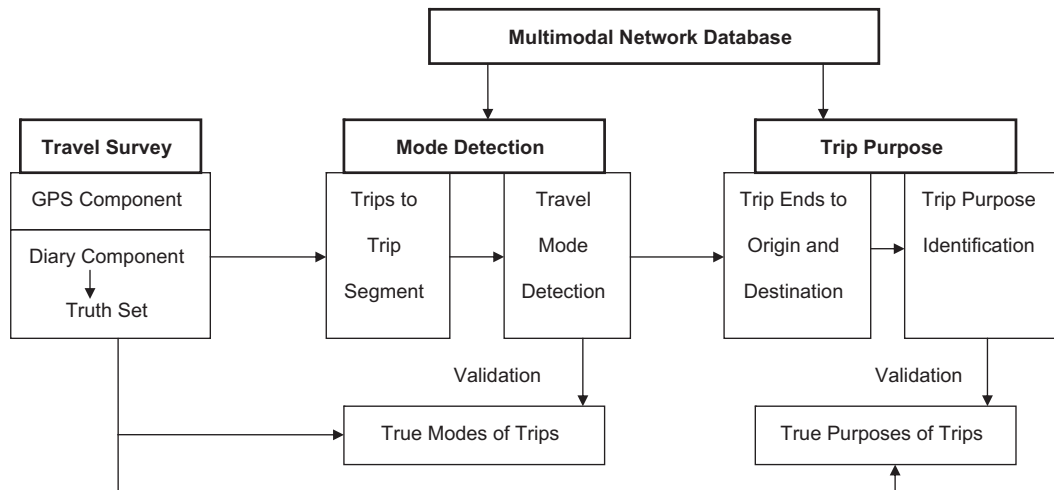 Multimodal Network Database
Travel Survey
GPS Component
Diary Component
Truth Set
Mode Detection
Trips to
Trip
Segment
Travel
Mode
Detection
Trip Purpose
Trip Ends to
Origin and
Destination
Trip Purpose
Identification
Validation
Validation
True Modes of Trips
True Purposes of Trips